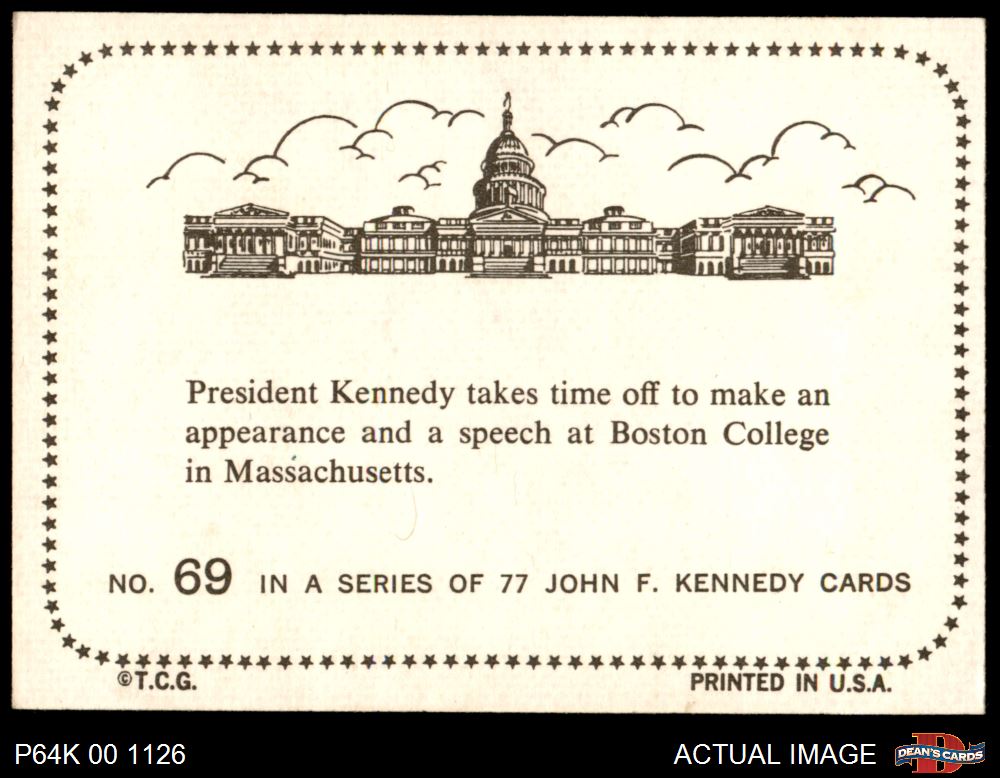 President Kennedy takes time off to make an
appearance and a speech at Boston College
in Massachusetts.
NO. 69 IN A SERIES OF 77 JOHN F. KENNEDY CARDS
©T.C.G. PRINTED IN U.S.A.
P64K 00 1126 ACTUAL IMAGE D DEAN'S CARDS